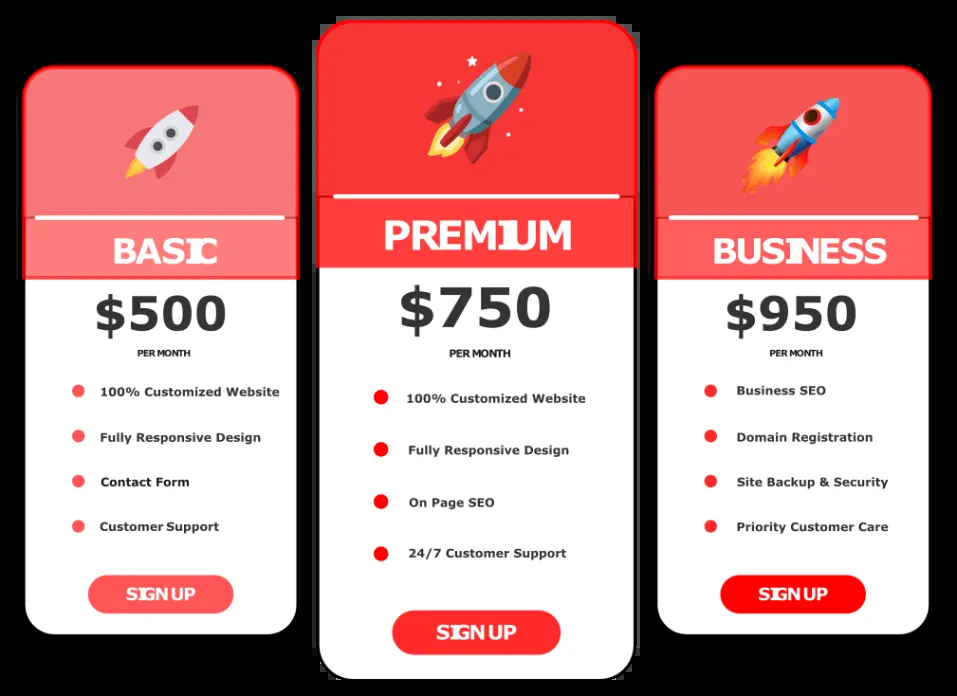 BASIC
$500
PER MONTH
100% Customized Website
Fully Responsive Design
Contact Form
Customer Support
SIGN UP
PREMIUM
$750
PER MONTH
100% Customized Website
Fully Responsive Design
On Page SEO
24/7 Customer Support
SIGN UP
BUSINESS
$950
PER MONTH
Business SEO
Domain Registration
Site Backup & Security
Priority Customer Care
SIGN UP